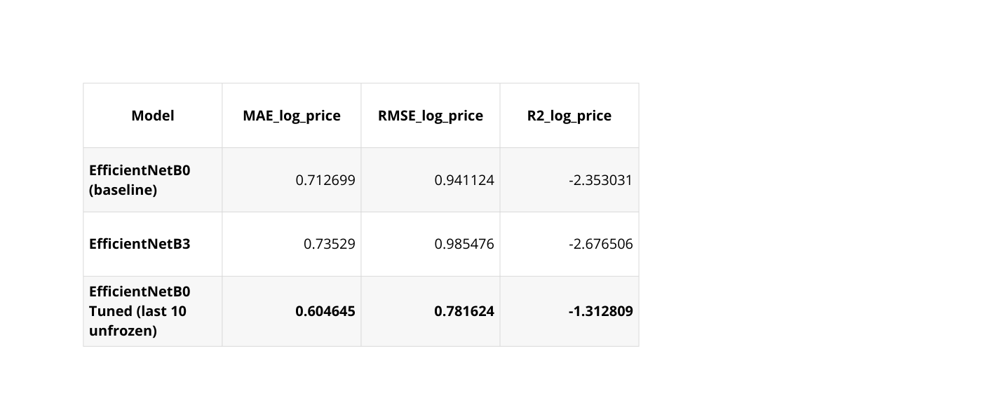 Model MAE_log_price RMSE_log_price R2_log_price
EfficientNetB0
(baseline)
0.712699 0.941124 -2.353031
EfficientNetB3 0.73529 0.985476 -2.676506
EfficientNetB0
Tuned (last 10
unfrozen)
0.604645 0.781624 -1.312809